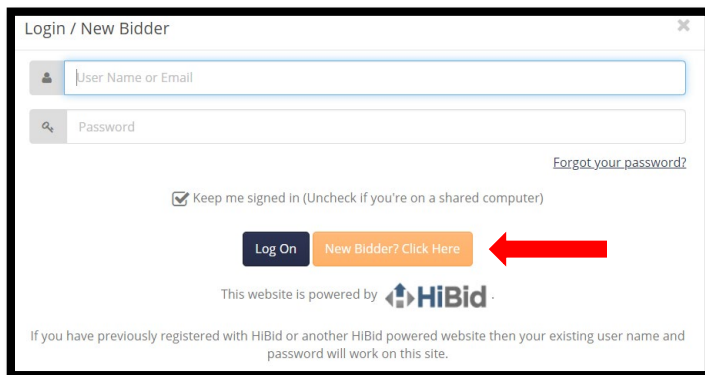 Login / New Bidder
User Name or Email
Password
Forgot your password?
Keep me signed in (Uncheck if you're on a shared computer)
Log On New Bidder? Click Here
This website is powered by HiBid .
If you have previously registered with HiBid or another HiBid powered website then your existing user name and
password will work on this site.